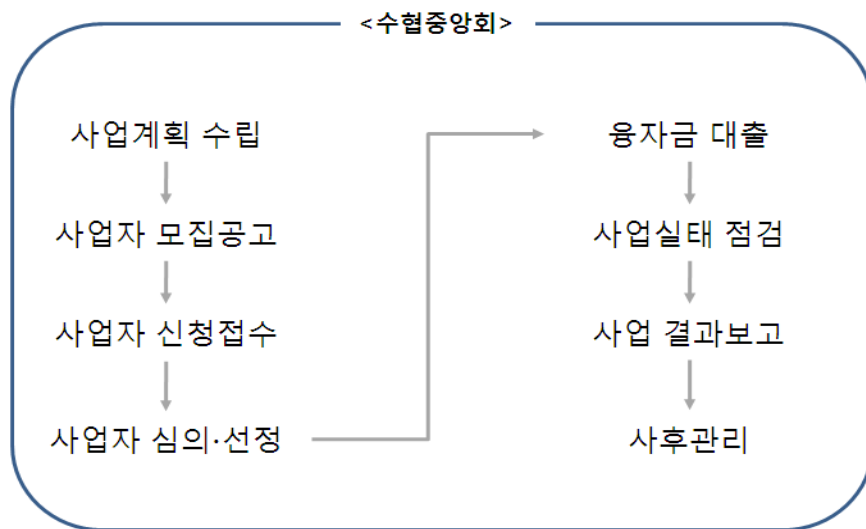 <수협중앙회>
사업계획 수립
사업자 모집공고
사업자 신청접수
사업자 심의·선정
융자금 대출
사업실태 점검
사업 결과보고
사후관리